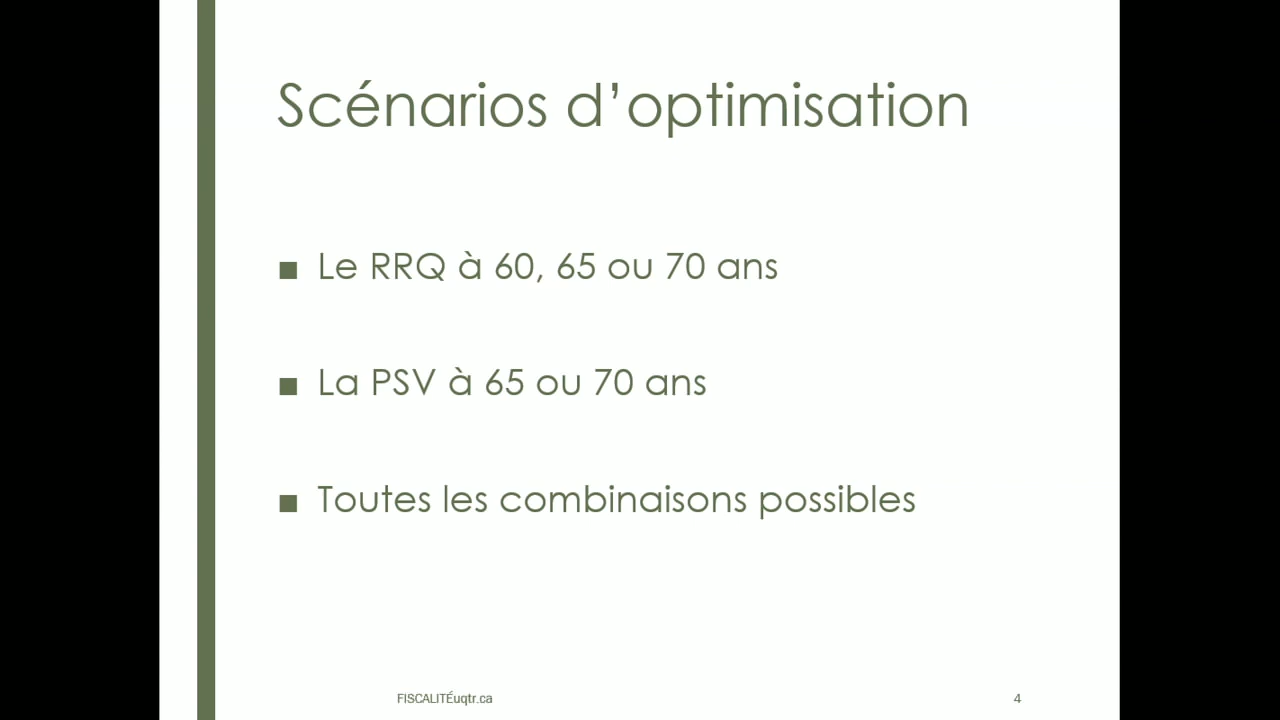 Scénarios d’optimisation
■ Le RRQ à 60, 65 ou 70 ans
■ La PSV à 65 ou 70 ans
■ Toutes les combinaisons possibles
FISCALITÉuqtr.ca
4